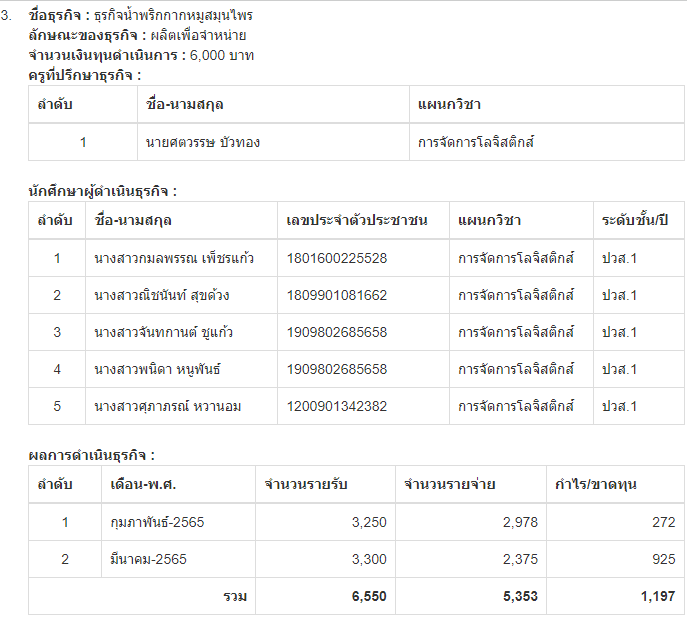 3. ชื่อธุรกิจ : ธุรกิจน้ำพริกกากหมูสมุนไพร
ลักษณะของธุรกิจ : ผลิตเพื่อจำหน่าย
จำนวนเงินทุนดำเนินการ : 6,000 บาท
ครูที่ปรึกษาธุรกิจ :
ลำดับ ชื่อ-นามสกุล แผนกวิชา
1 นายศตวรรษ บัวทอง การจัดการโลจิสติกส์
นักศึกษาผู้ดำเนินธุรกิจ :
ลำดับ ชื่อ-นามสกุล เลขประจำตัวประชาชน แผนกวิชา ระดับชั้น/ปี
1 นางสาวกมลพรรณ เพ็ชรแก้ว 1801600225528 การจัดการโลจิสติกส์ ปวส.1
2 นางสาวณิชนันท์ สุขด้วง 1809901081662 การจัดการโลจิสติกส์ ปวส.1
3 นางสาวจันทกานต์ ชูแก้ว 1909802685658 การจัดการโลจิสติกส์ ปวส.1
4 นางสาวพนิดา หนูพันธ์ 1909802685658 การจัดการโลจิสติกส์ ปวส.1
5 นางสาวศุภาภรณ์ หวานอม 1200901342382 การจัดการโลจิสติกส์ ปวส.1
ผลการดำเนินธุรกิจ :
ลำดับ เดือน-พ.ศ. จำนวนรายรับ จำนวนรายจ่าย กำไร/ขาดทุน
1 กุมภาพันธ์-2565 3,250 2,978 272
2 มีนาคม-2565 3,300 2,375 925
รวม 6,550 5,353 1,197